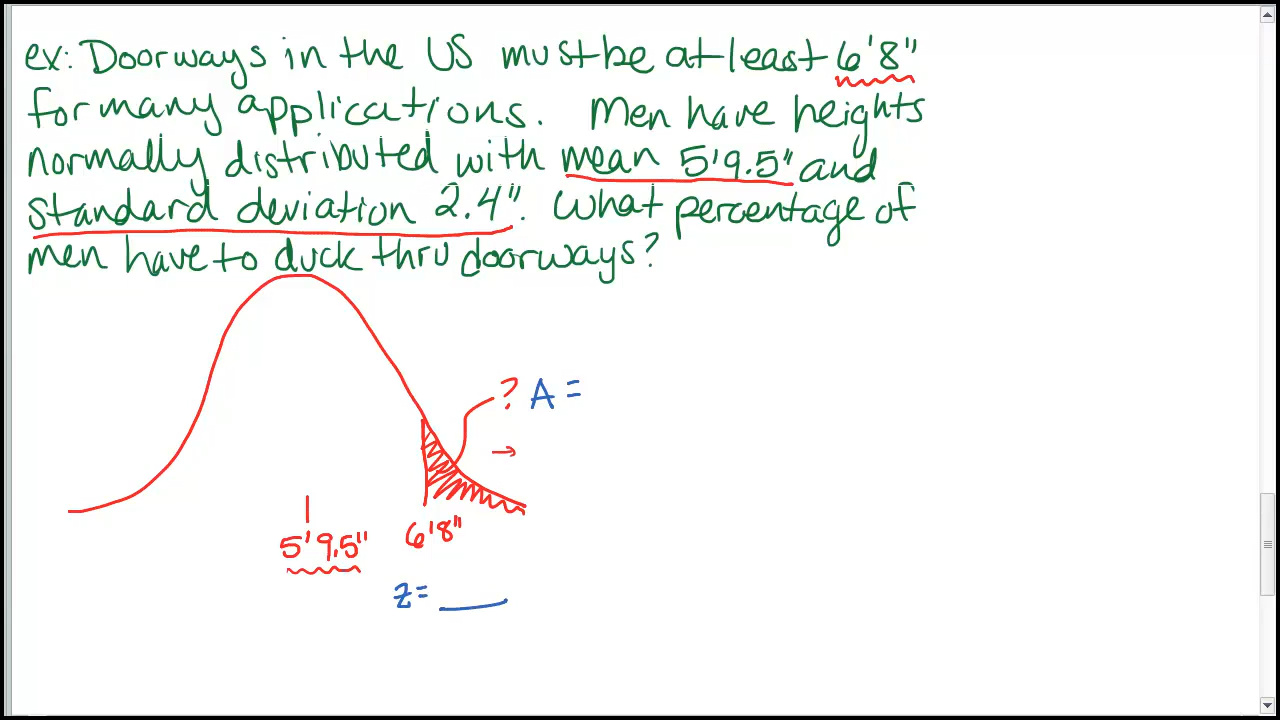 ex: Doorways in the US must be at least 6'8"
for many applications. Men have heights
normally distributed with mean 5'9.5" and
standard deviation 2.4". What percentage of
men have to duck thru doorways?
? A =
→
5'9.5" 6'8"
z = ____